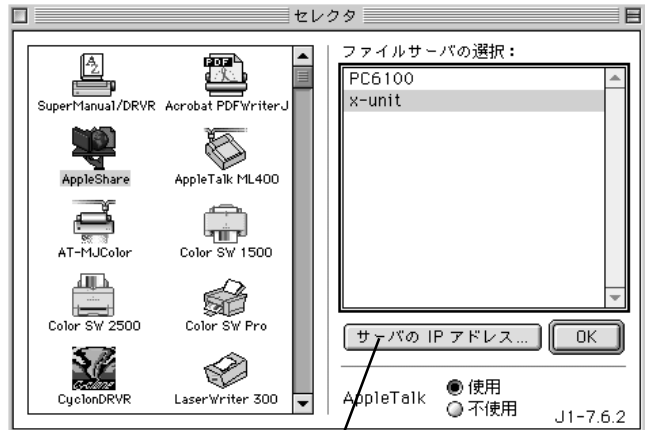 セレクタ
SuperManual/DRVR
Acrobat PDFWriterJ
AppleShare
AppleTalk ML400
AT-MJColor
Color SW 1500
Color SW 2500
Color SW Pro
CyclonDRVR
LaserWriter 300
ファイルサーバの選択：
PC6100
x-unit
サーバの IP アドレス...
OK
AppleTalk
使用
不使用
J1-7.6.2